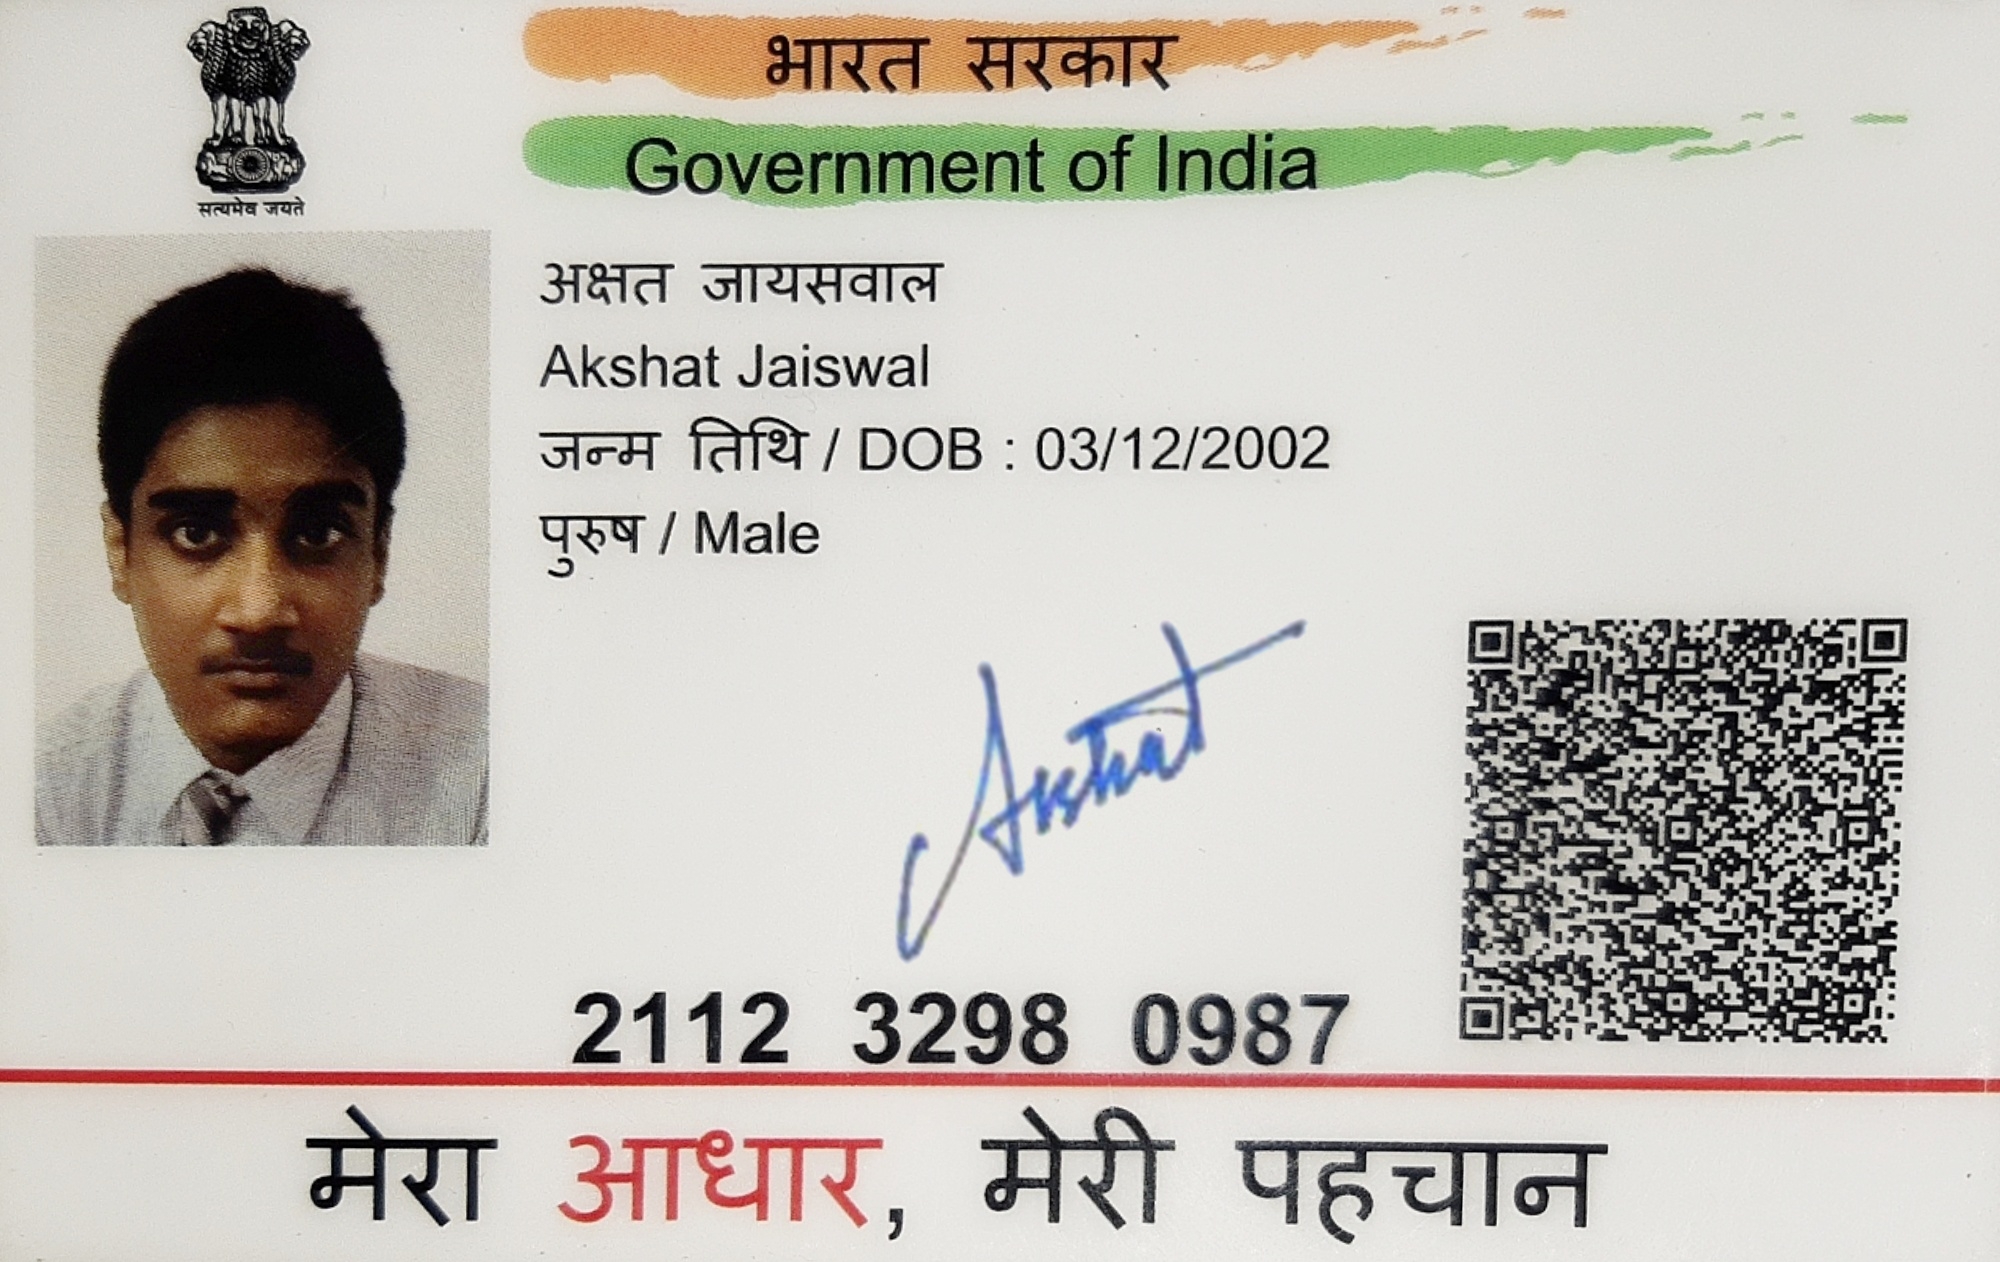 सत्यमेव जयते
भारत सरकार
Government of India
अक्षत जायसवाल
Akshat Jaiswal
जन्म तिथि / DOB : 03/12/2002
पुरुष / Male
Akshat
2112 3298 0987
मेरा आधार, मेरी पहचान